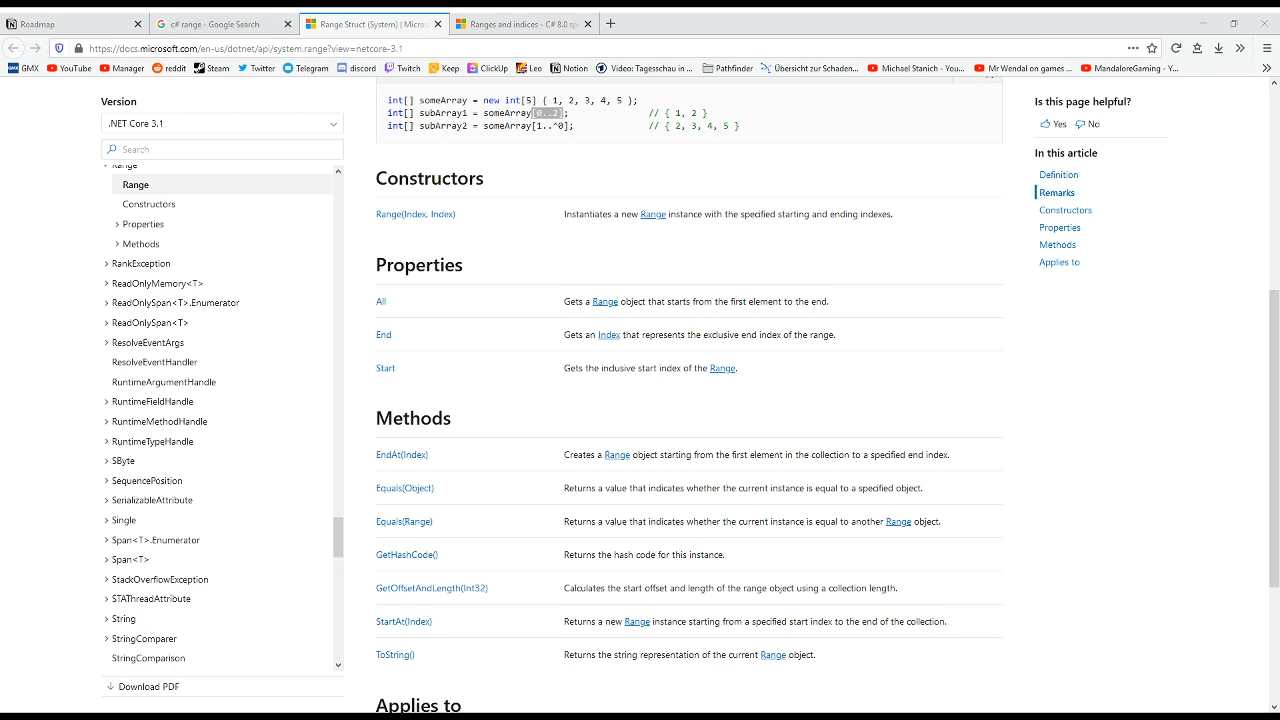 Roadmap
c# range - Google Search
Range Struct (System) | Micros
Ranges and indices - C# 8.0 spe
https://docs.microsoft.com/en-us/dotnet/api/system.range?view=netcore-3.1
GMX YouTube Manager reddit Steam Twitter Telegram discord Twitch Keep ClickUp Notion Video: Tagesschau in ... Pathfinder Übersicht zu Schaden... Michael Stanich - You... Mr Wendal on games ... MandaloreGaming - Y...
Version
.NET Core 3.1
Search
Range
Range
Constructors
Properties
Methods
RankException
ReadOnlyMemory<T>
ReadOnlySpan<T>.Enumerator
ReadOnlySpan<T>
ResolveEventArgs
ResolveEventHandler
RuntimeArgumentHandle
RuntimeFieldHandle
RuntimeMethodHandle
RuntimeTypeHandle
SByte
SequencePosition
SerializableAttribute
Single
Span<T>.Enumerator
Span<T>
StackOverflowException
STAThreadAttribute
String
StringComparer
StringComparison
Download PDF
int[] someArray = new int[5] { 1, 2, 3, 4, 5 };
int[] subArray1 = someArray[0..2]; // { 1, 2 }
int[] subArray2 = someArray[1..^0]; // { 2, 3, 4, 5 }
Constructors
Range(Index, Index) Instantiates a new Range instance with the specified starting and ending indexes.
Properties
All Gets a Range object that starts from the first element to the end.
End Gets an Index that represents the exclusive end index of the range.
Start Gets the inclusive start index of the Range.
Methods
EndAt(Index) Creates a Range object starting from the first element in the collection to a specified end index.
Equals(Object) Returns a value that indicates whether the current instance is equal to a specified object.
Equals(Range) Returns a value that indicates whether the current instance is equal to another Range object.
GetHashCode() Returns the hash code for this instance.
GetOffsetAndLength(Int32) Calculates the start offset and length of the range object using a collection length.
StartAt(Index) Returns a new Range instance starting from a specified start index to the end of the collection.
ToString() Returns the string representation of the current Range object.
Applies to
Is this page helpful?
Yes No
In this article
Definition
Remarks
Constructors
Properties
Methods
Applies to